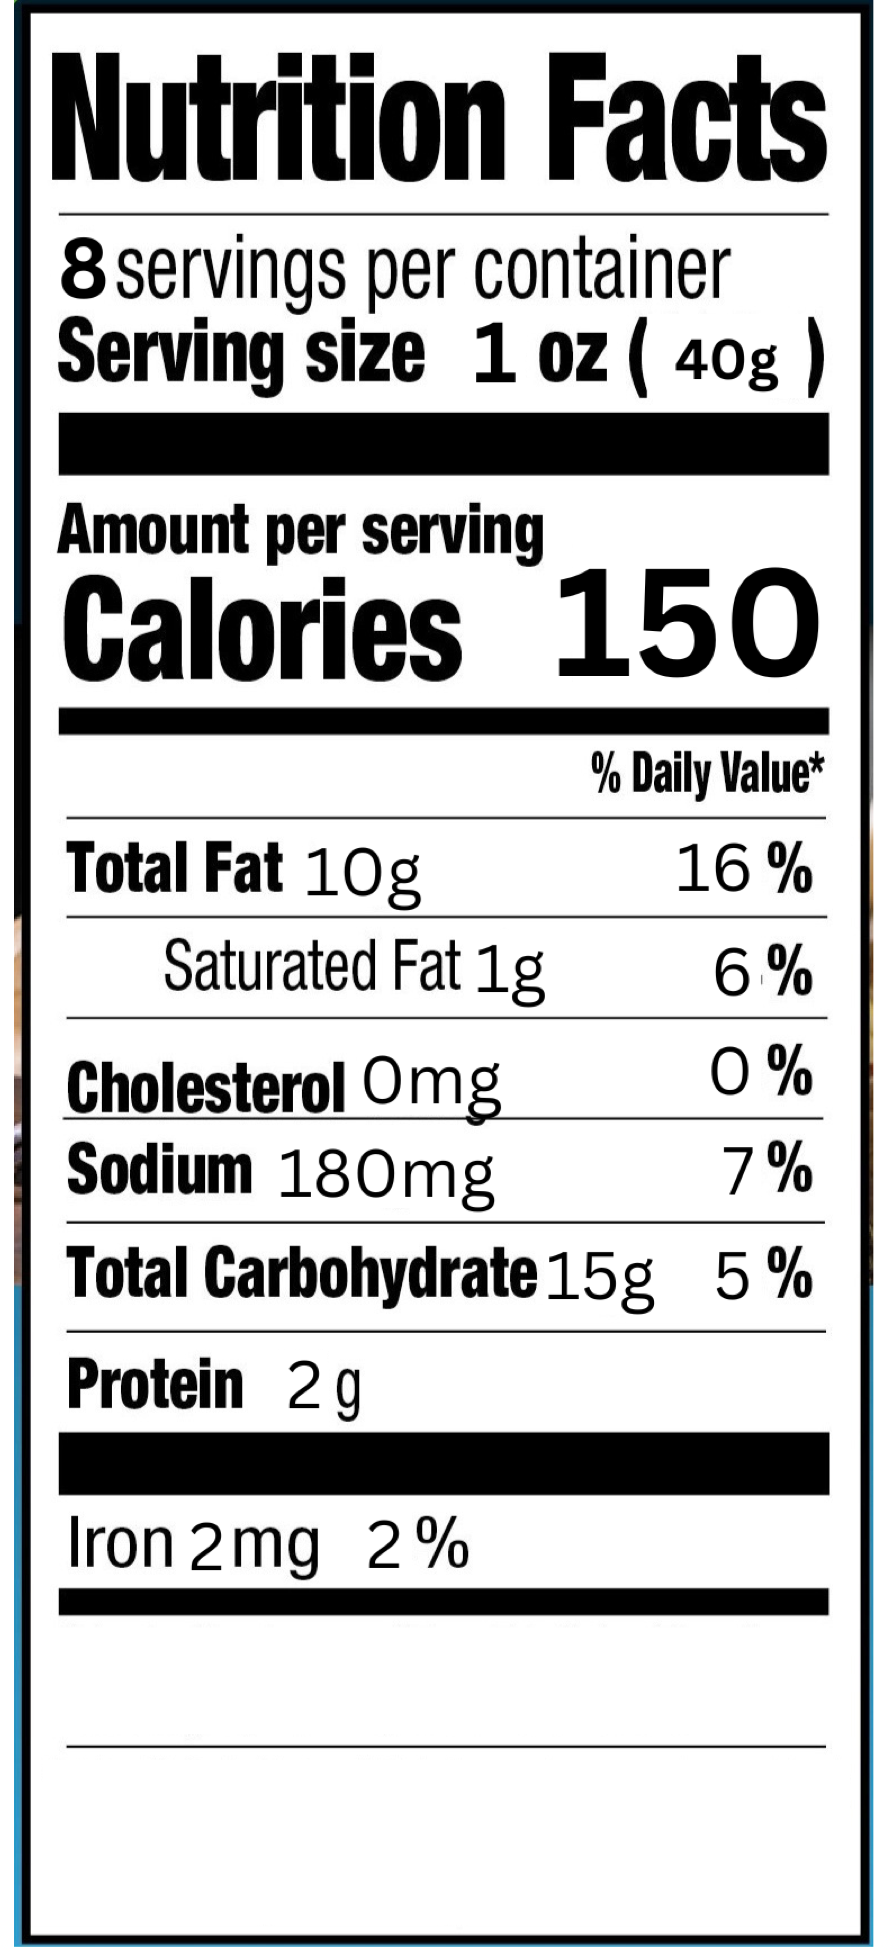 Nutrition Facts
8 servings per container
Serving size 1 oz ( 40g )
Amount per serving
Calories 150
% Daily Value*
Total Fat 10g 16 %
Saturated Fat 1g 6 %
Cholesterol 0mg 0 %
Sodium 180mg 7 %
Total Carbohydrate 15g 5 %
Protein 2 g
Iron 2 mg 2 %